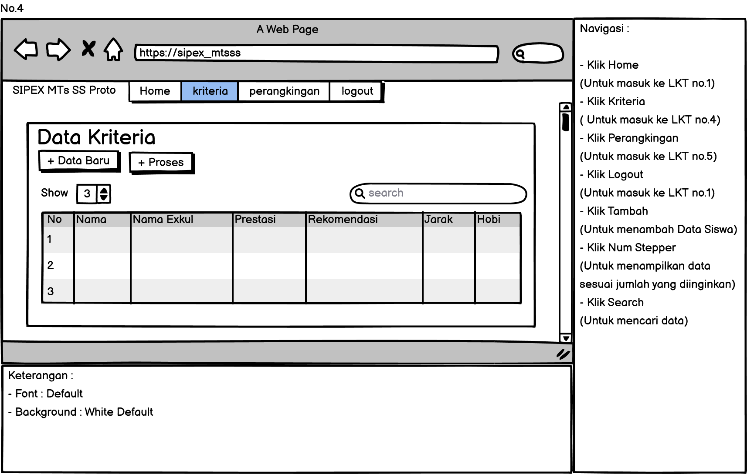 No.4
A Web Page
https://sipex_mtsss
SIPEX MTs SS Proto Home kriteria perangkingan logout
Data Kriteria
+ Data Baru + Proses
Show 3 search
No Nama Nama Exkul Prestasi Rekomendasi Jarak Hobi
1
2
3
Keterangan :
- Font : Default
- Background : White Default
Navigasi :
- Klik Home
(Untuk masuk ke LKT no.1)
- Klik Kriteria
( Untuk masuk ke LKT no.4)
- Klik Perangkingan
(Untuk masuk ke LKT no.5)
- Klik Logout
(Untuk masuk ke LKT no.1)
- Klik Tambah
(Untuk menambah Data Siswa)
- Klik Num Stepper
(Untuk menampilkan data
sesuai jumlah yang diinginkan)
- Klik Search
(Untuk mencari data)